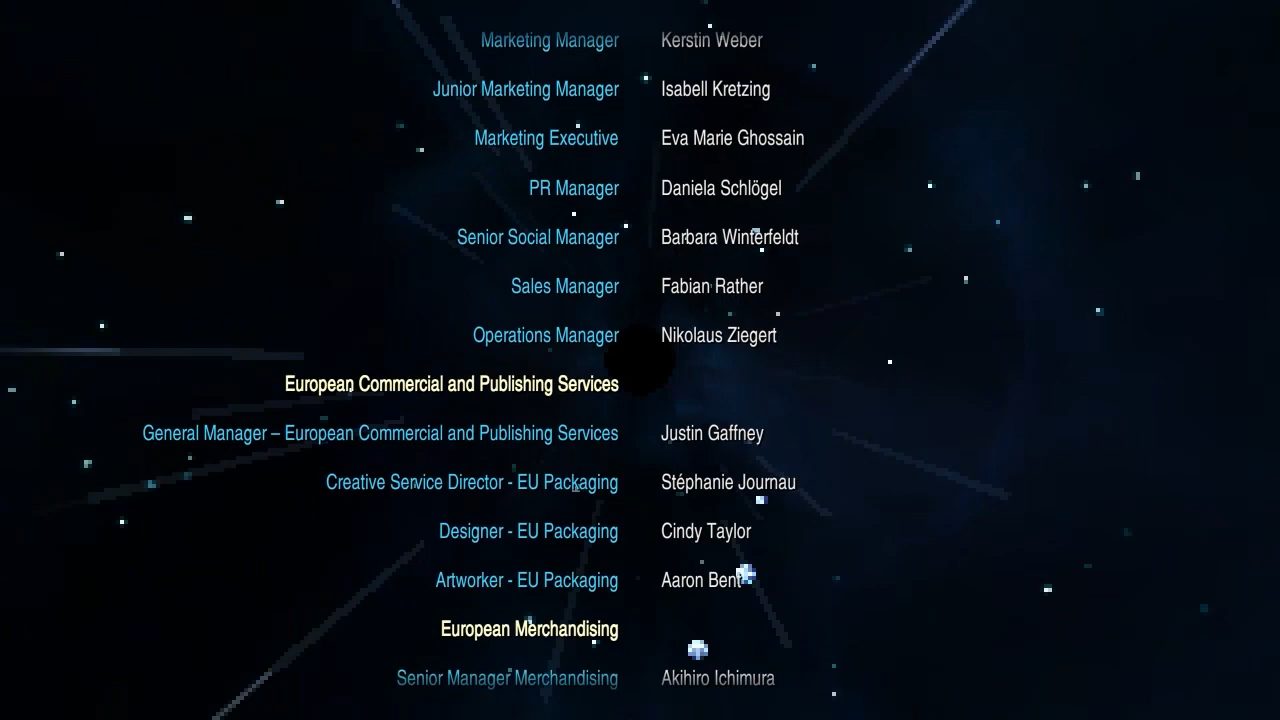 Marketing Manager Kerstin Weber
Junior Marketing Manager Isabell Kretzing
Marketing Executive Eva Marie Ghossain
PR Manager Daniela Schlögel
Senior Social Manager Barbara Winterfeldt
Sales Manager Fabian Rather
Operations Manager Nikolaus Ziegert
European Commercial and Publishing Services
General Manager – European Commercial and Publishing Services Justin Gaffney
Creative Service Director - EU Packaging Stéphanie Journau
Designer - EU Packaging Cindy Taylor
Artworker - EU Packaging Aaron Bent
European Merchandising
Senior Manager Merchandising Akihiro Ichimura